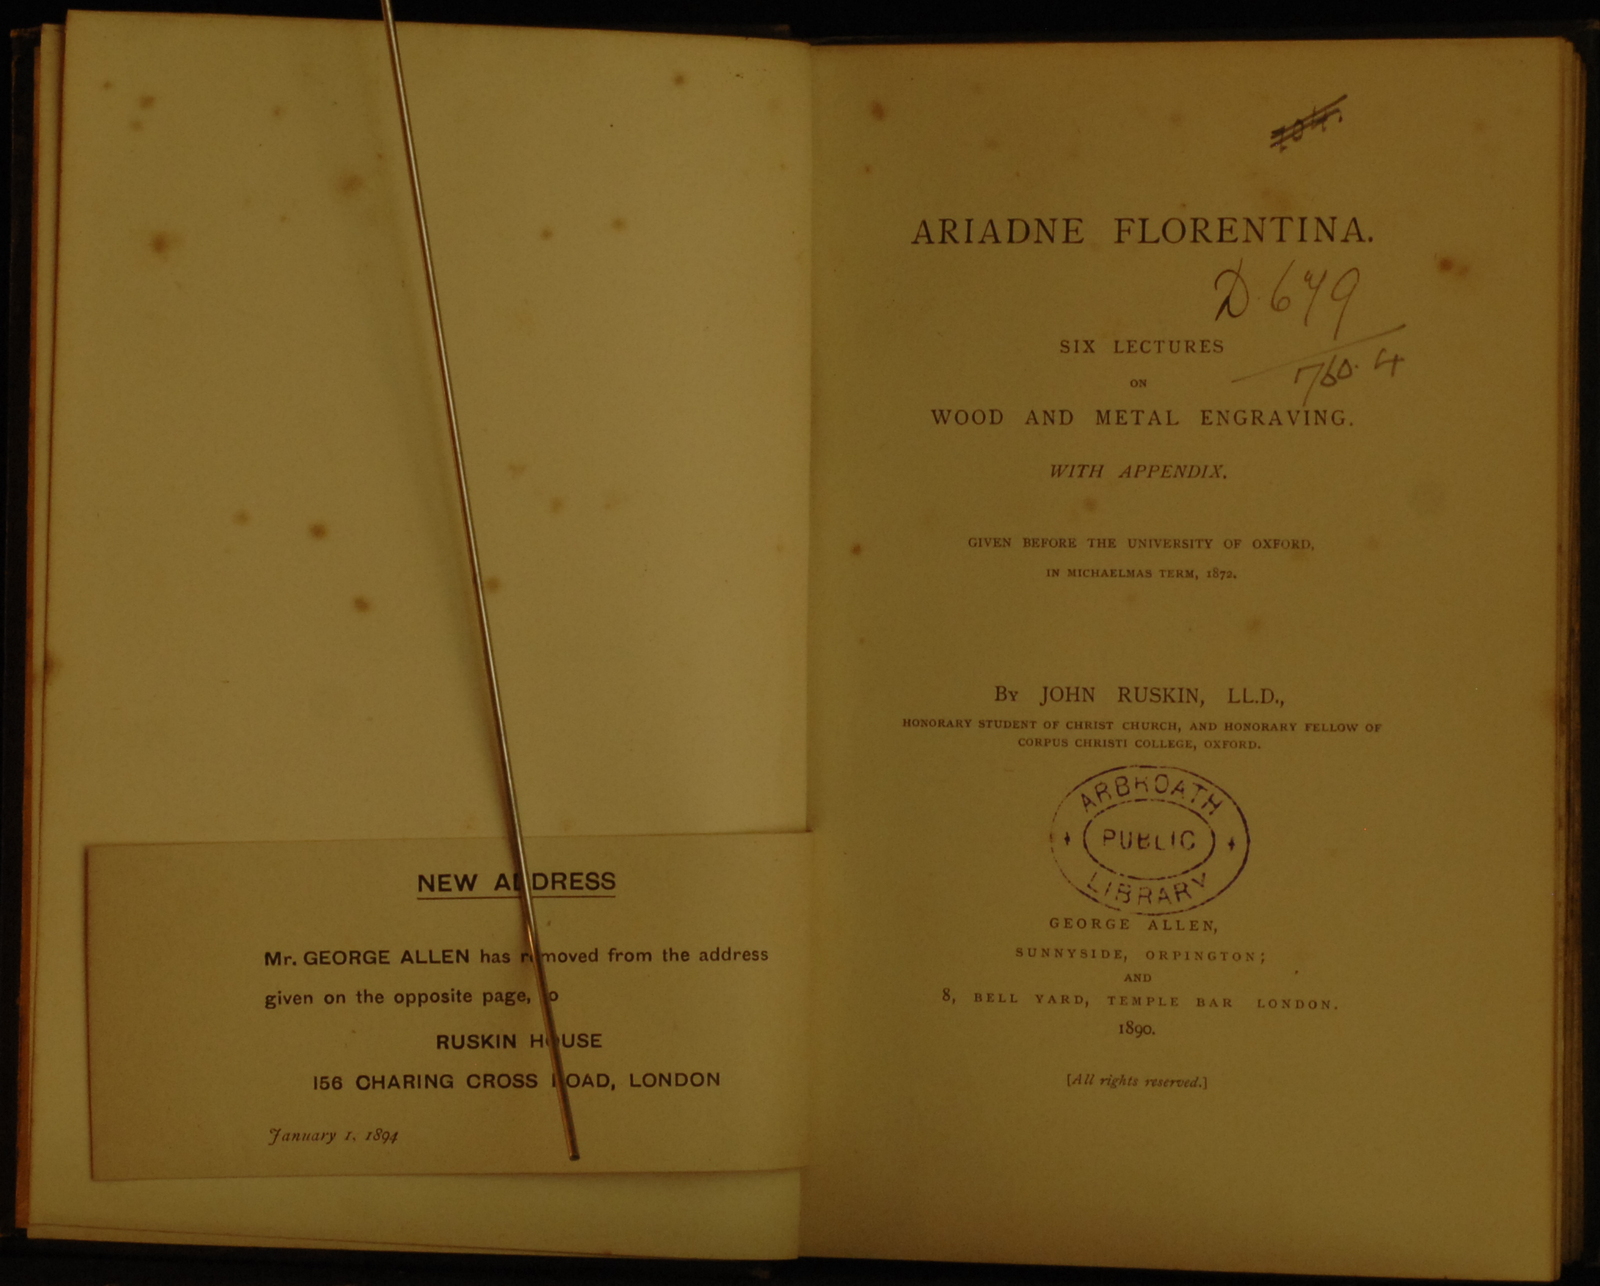 NEW ADDRESS
Mr. GEORGE ALLEN has removed from the address
given on the opposite page, to
RUSKIN HOUSE
156 CHARING CROSS ROAD, LONDON
January 1, 1894
104.
ARIADNE FLORENTINA.
D. 679
760.4
SIX LECTURES
ON
WOOD AND METAL ENGRAVING.
WITH APPENDIX.
GIVEN BEFORE THE UNIVERSITY OF OXFORD,
IN MICHAELMAS TERM, 1872.
By JOHN RUSKIN, LL.D.,
HONORARY STUDENT OF CHRIST CHURCH, AND HONORARY FELLOW OF
CORPUS CHRISTI COLLEGE, OXFORD.
ARBROATH
PUBLIC
LIBRARY
GEORGE ALLEN,
SUNNYSIDE, ORPINGTON;
AND
8, BELL YARD, TEMPLE BAR LONDON.
1890.
[All rights reserved.]